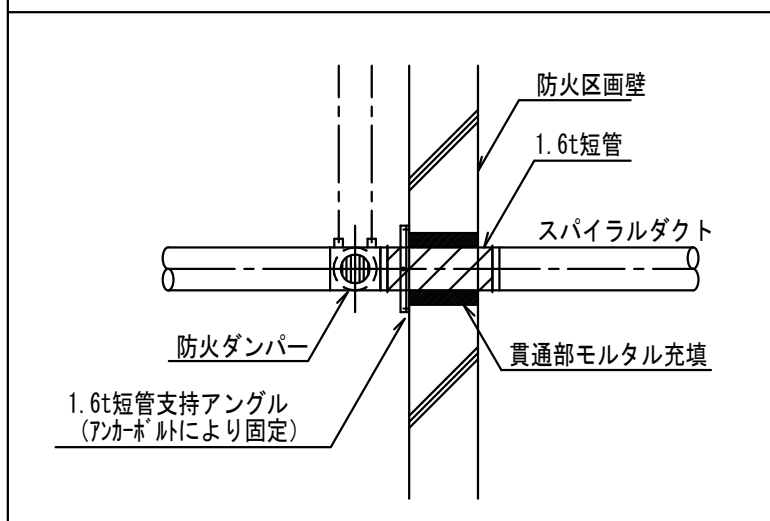 防火区画壁
1.6t短管
スパイラルダクト
防火ダンパー
貫通部モルタル充填
1.6t短管支持アングル
(ｱﾝｶｰﾎﾞﾙﾄにより固定)